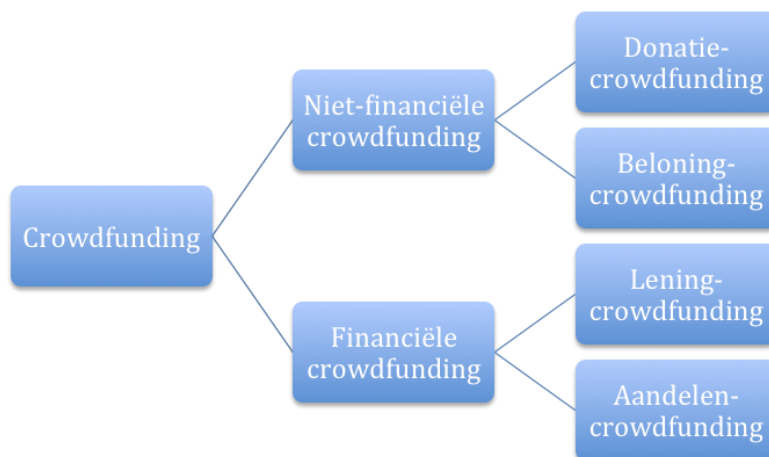 Crowdfunding
Niet-financiële
crowdfunding
Donatie-
crowdfunding
Beloning-
crowdfunding
Financiële
crowdfunding
Lening-
crowdfunding
Aandelen-
crowdfunding